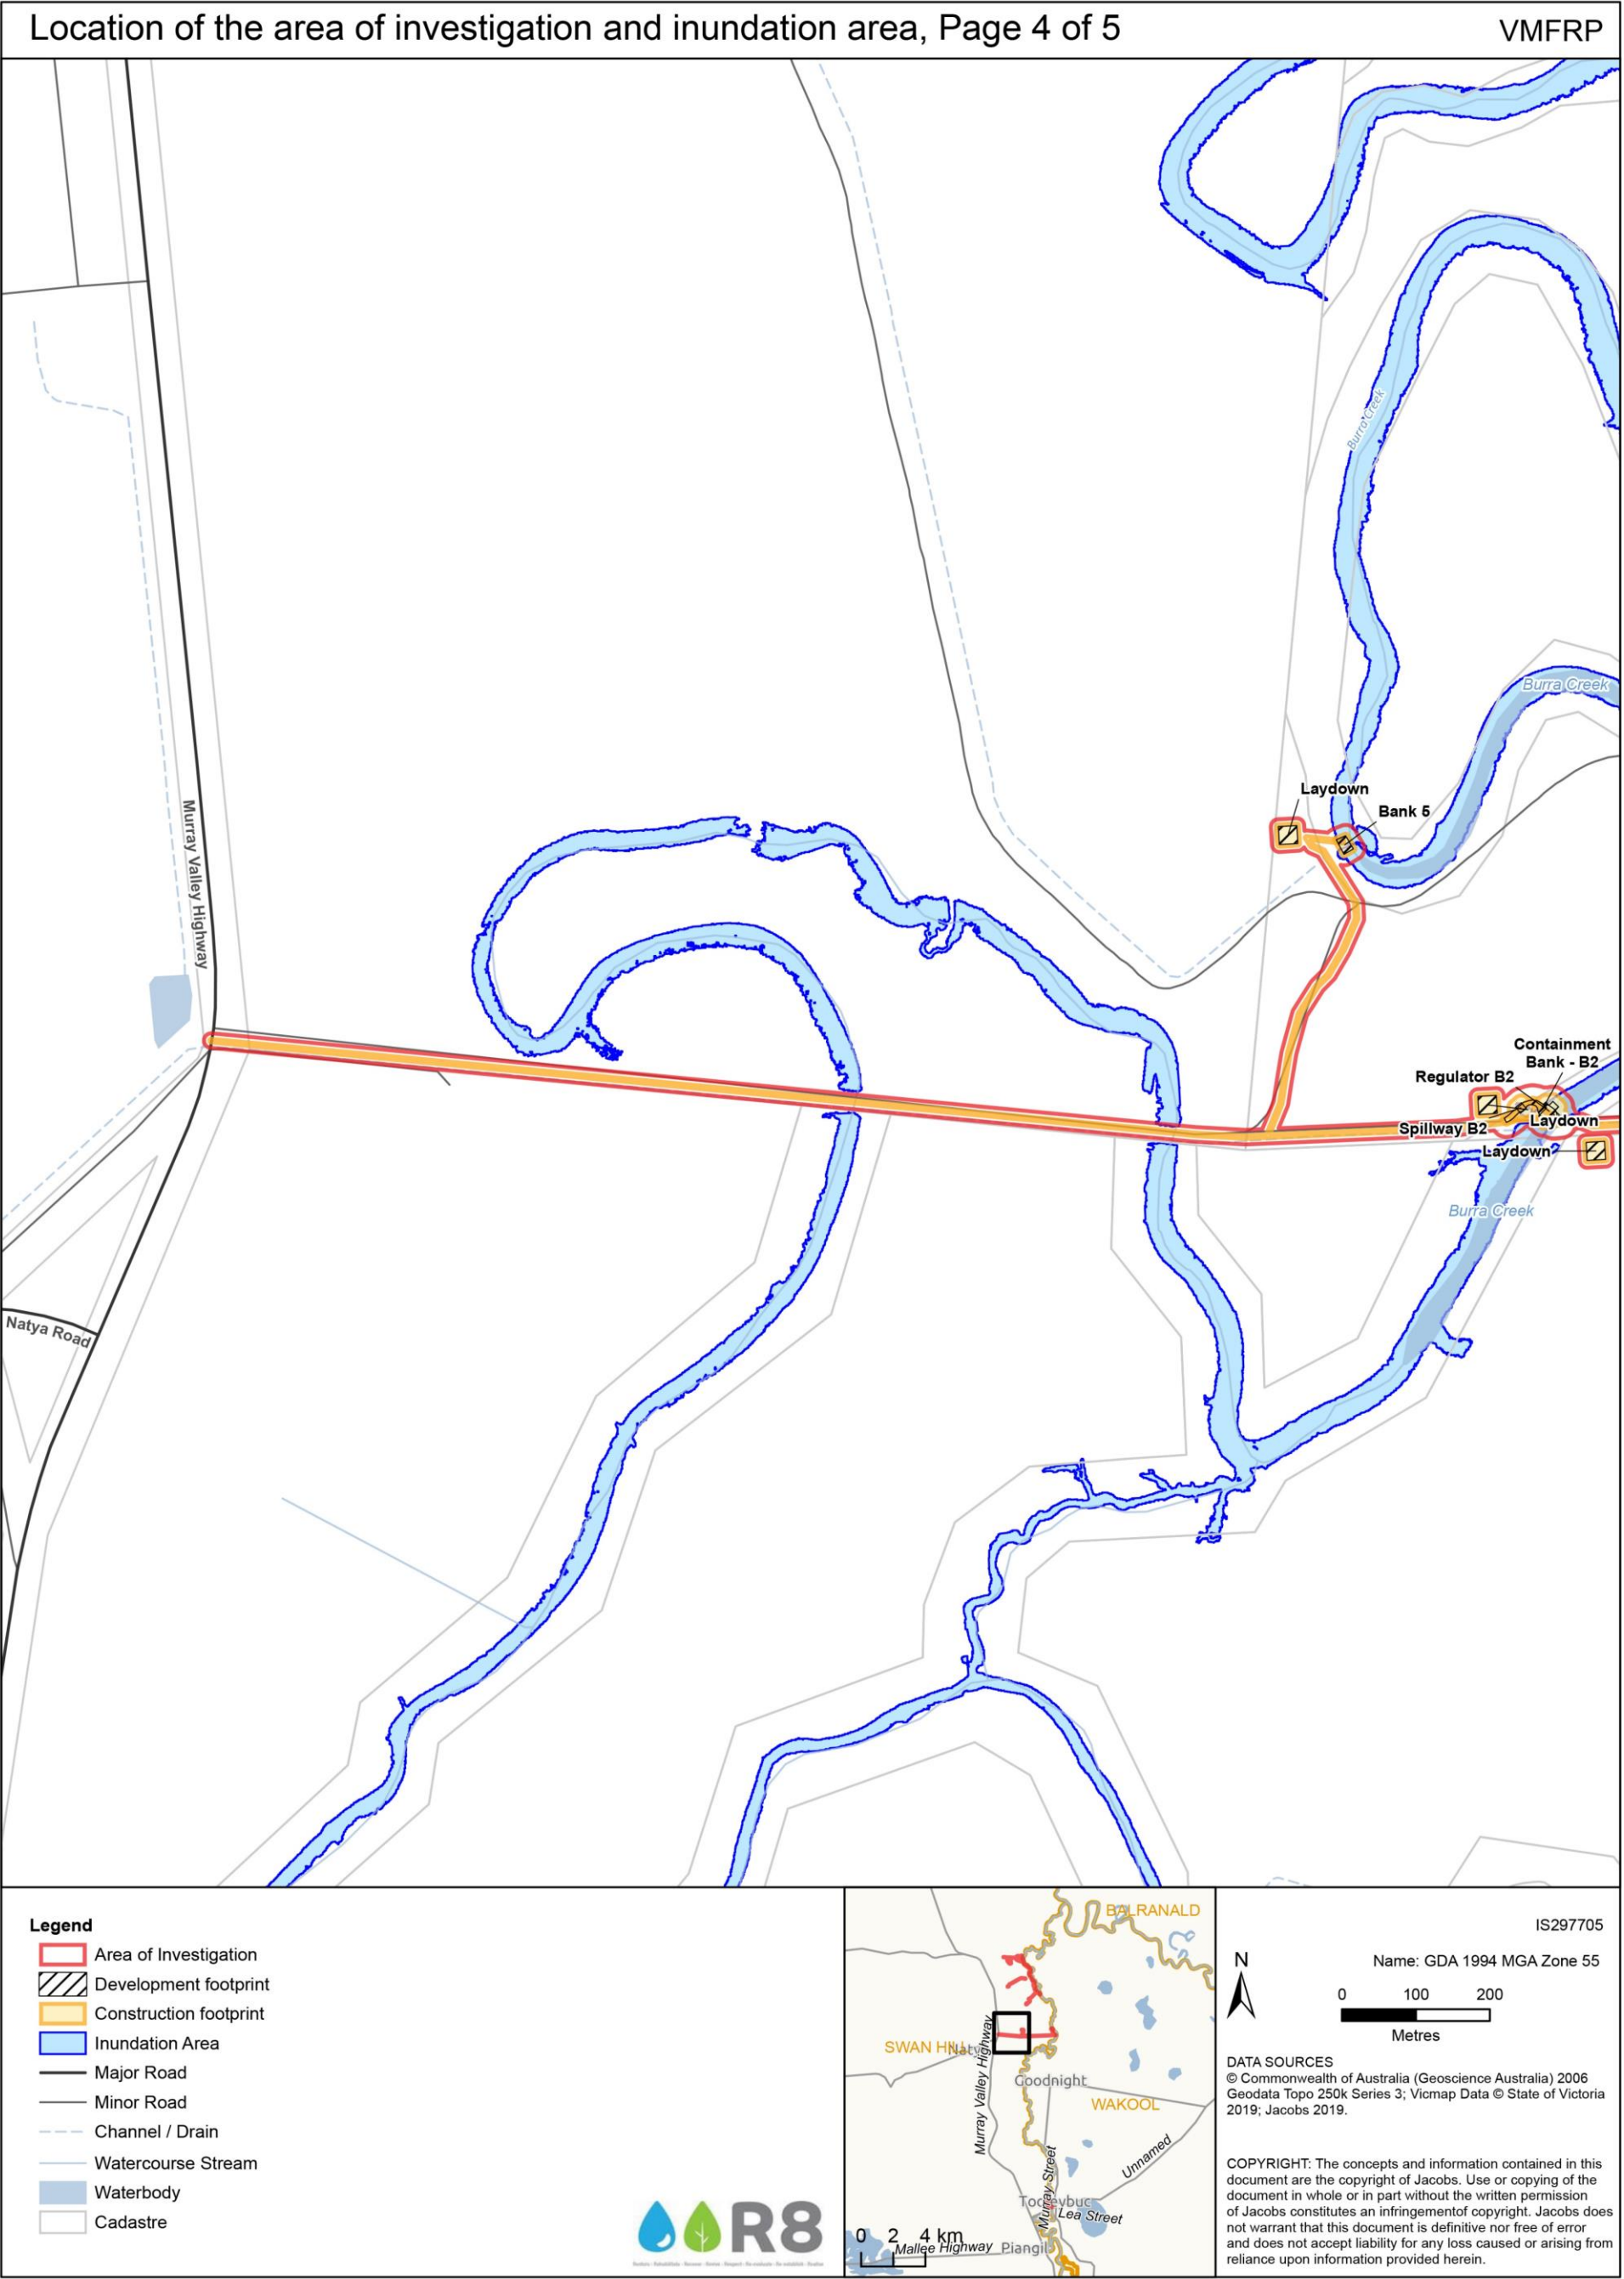 Location of the area of investigation and inundation area, Page 4 of 5
VMFRP
Burra Creek
Burra Creek
Laydown
Bank 5
Murray Valley Highway
Containment
Bank - B2
Regulator B2
Spillway B2
Laydown
Laydown
Burra Creek
Natya Road
Legend
Area of Investigation
Development footprint
Construction footprint
Inundation Area
Major Road
Minor Road
Channel / Drain
Watercourse Stream
Waterbody
Cadastre
R8
BALRANALD
SWAN HILL
Murray Valley Highway
Goodnight
WAKOOL
Unnamed
Murray Street
Lea Street
0 2 4 km
Mallee Highway
Piangil
IS297705
N
Name: GDA 1994 MGA Zone 55
0 100 200
Metres
DATA SOURCES
© Commonwealth of Australia (Geoscience Australia) 2006
Geodata Topo 250k Series 3; Vicmap Data © State of Victoria
2019; Jacobs 2019.
COPYRIGHT: The concepts and information contained in this
document are the copyright of Jacobs. Use or copying of the
document in whole or in part without the written permission
of Jacobs constitutes an infringementof copyright. Jacobs does
not warrant that this document is definitive nor free of error
and does not accept liability for any loss caused or arising from
reliance upon information provided herein.